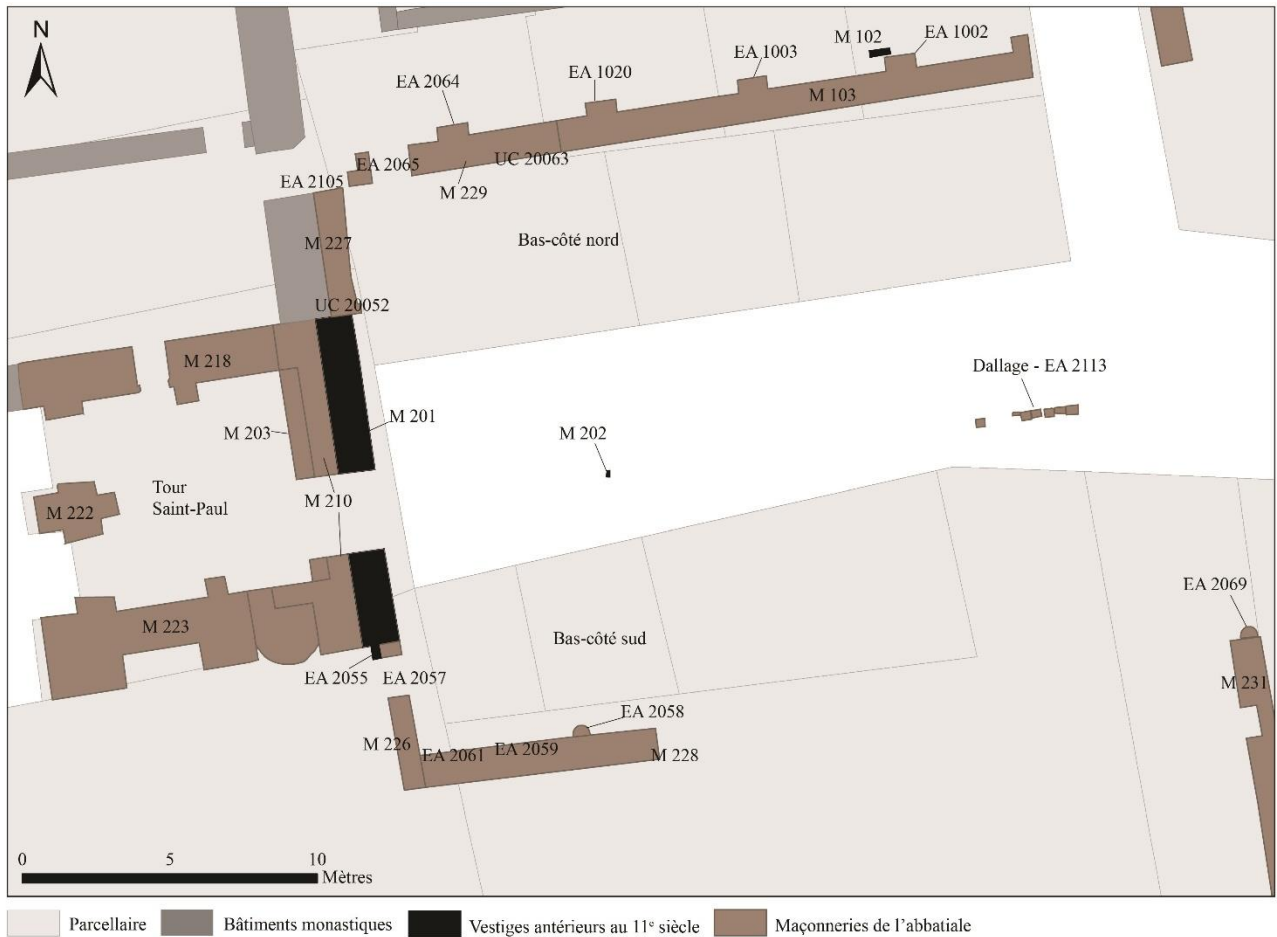 N
M 102
EA 1002
EA 1003
EA 1020
EA 2064
M 103
UC 20063
EA 2065
M 229
EA 2105
M 227
Bas-côté nord
UC 20052
M 218
M 201
M 203
M 202
Dallage - EA 2113
M 210
Tour
Saint-Paul
M 222
M 223
EA 2055
EA 2057
Bas-côté sud
EA 2069
M 231
EA 2058
M 226
EA 2061
EA 2059
M 228
0
5
10
Mètres
Parcellaire
Bâtiments monastiques
Vestiges antérieurs au 11e siècle
Maçonneries de l'abbatiale